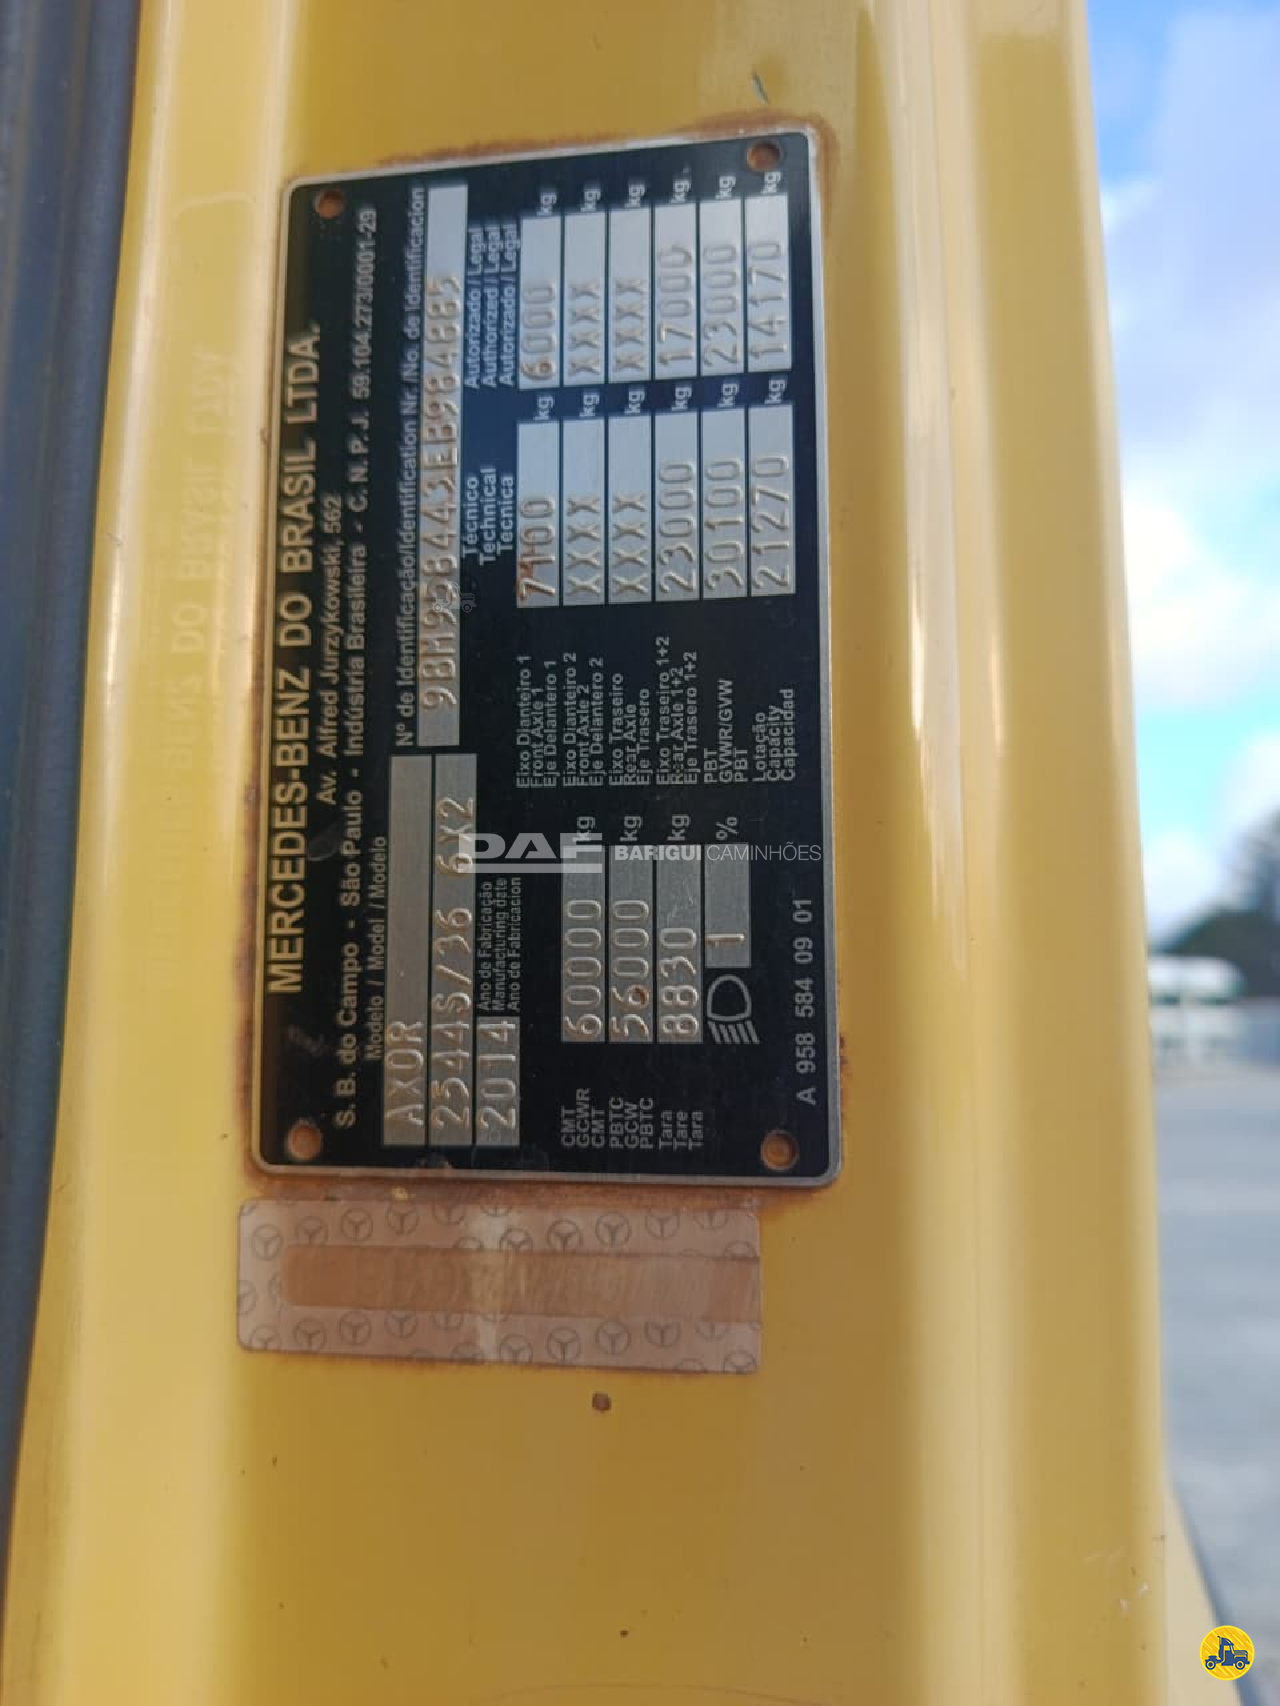 MERCEDES-BENZ DO BRASIL LTDA.
Av. Alfred Jurzykowski, 562
S. B. do Campo - São Paulo - Indústria Brasileira - C. N. P. J. 59.104.273/0001-29
Modelo / Model / Modelo
Nº de Identificação/Identification Nr./No. de Identificacion
AXOR
9BM958443EB984885
2544S/36 6X2
2014
Ano de Fabricação
Manufacturing date
Ano de Fabricacion
Técnico
Technical
Tecnica
Autorizado / Legal
Authorized / Legal
Autorizado / Legal
Eixo Dianteiro 1
Front Axle 1
Eje Delantero 1
7100 kg
6000 kg
CMT
GCWR
CMT
60000 kg
Eixo Dianteiro 2
Front Axle 2
Eje Delantero 2
XXXX kg
XXXX kg
PBTC
GCW
PBTC
56000 kg
Eixo Traseiro
Rear Axle
Eje Trasero
XXXX kg
XXXX kg
Tara
Tare
Tara
8830 kg
Eixo Traseiro 1+2
Rear Axle 1+2
Eje Trasero 1+2
23000 kg
17000 kg
1 %
PBT
GVWR/GVW
PBT
30100 kg
23000 kg
Lotação
Capacity
Capacidad
21270
14170 kg
A 958 584 09 01
DAF BARIGUI CAMINHÕES